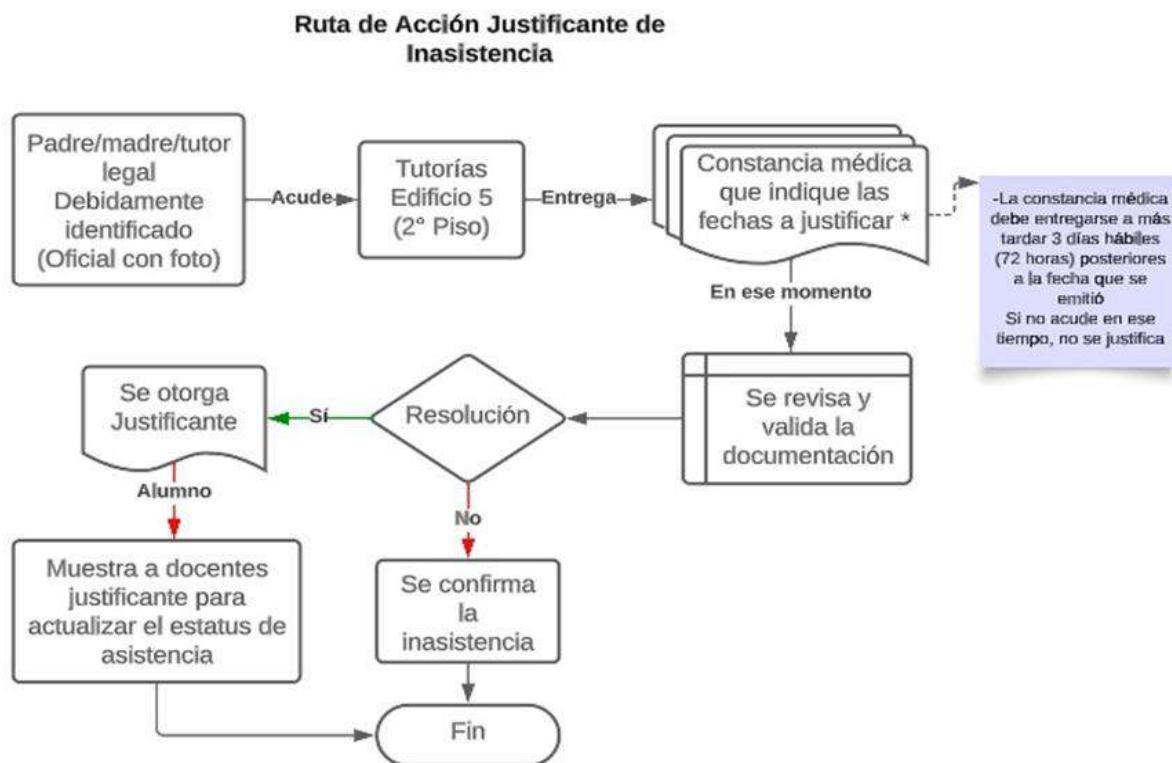 Ruta de Acción Justificante de
Inasistencia
Padre/madre/tutor
legal
Debidamente
identificado
(Oficial con foto)
Acude
Tutorías
Edificio 5
(2° Piso)
Entrega
Constancia médica
que indique las
fechas a justificar *
-La constancia médica
debe entregarse a más
tardar 3 días hábiles
(72 horas) posteriores
a la fecha que se
emitió
Si no acude en ese
tiempo, no se justifica
En ese momento
Se revisa y
valida la
documentación
Resolución
Sí
Se otorga
Justificante
Alumno
Muestra a docentes
justificante para
actualizar el estatus de
asistencia
No
Se confirma
la
inasistencia
Fin